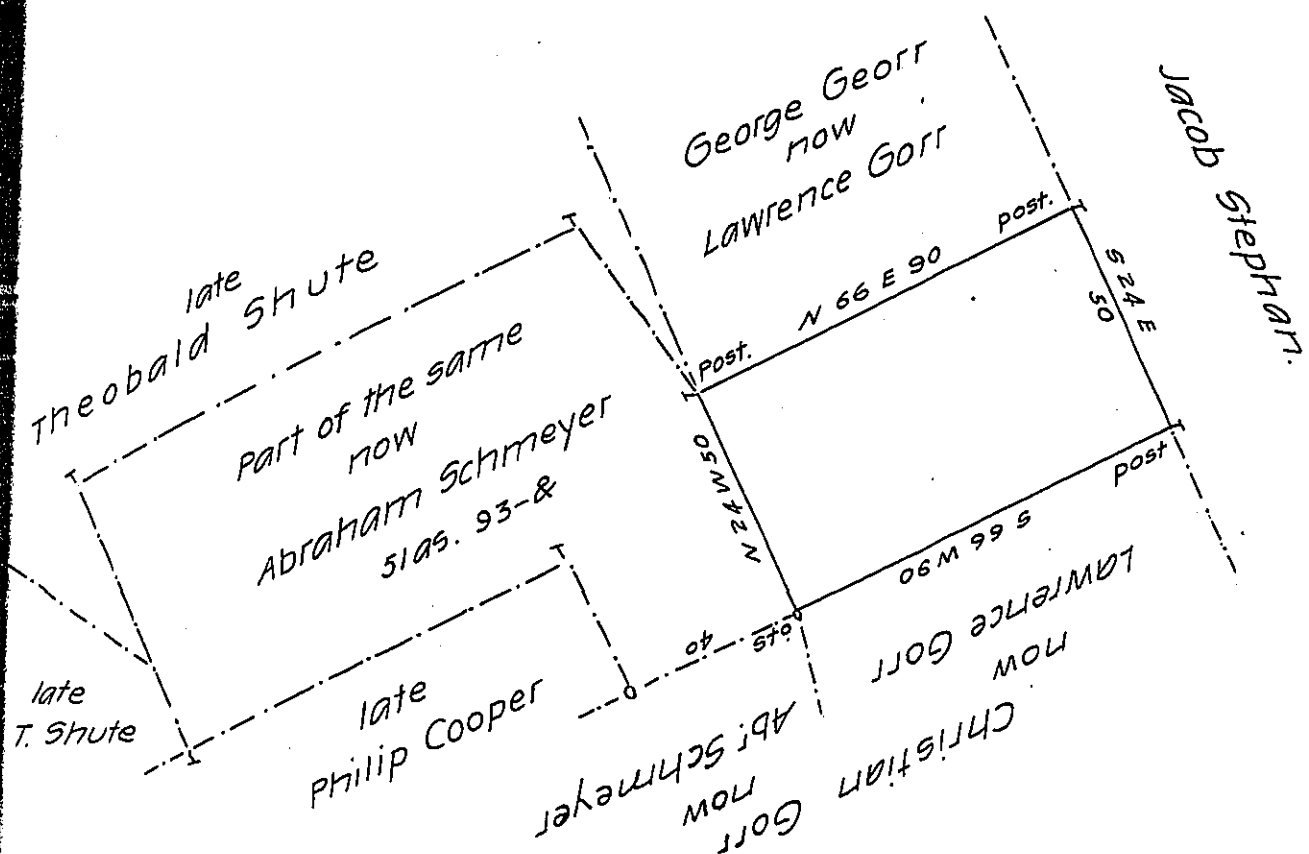 George Georr
now
Lawrence Gorr
Jacob Stephan.
late
Theobald Shute
Part of the same
now
Abraham Schmeyer
51as. 93-&
post.
N 66 E 90
post.
S 24 E
50
post
S 66 W 90
N 24 W 50
ots
40
late
T. Shute
late
Philip Cooper
Christian Gorr
now
Lawrence Gorr
now
Abr. Schmeyer